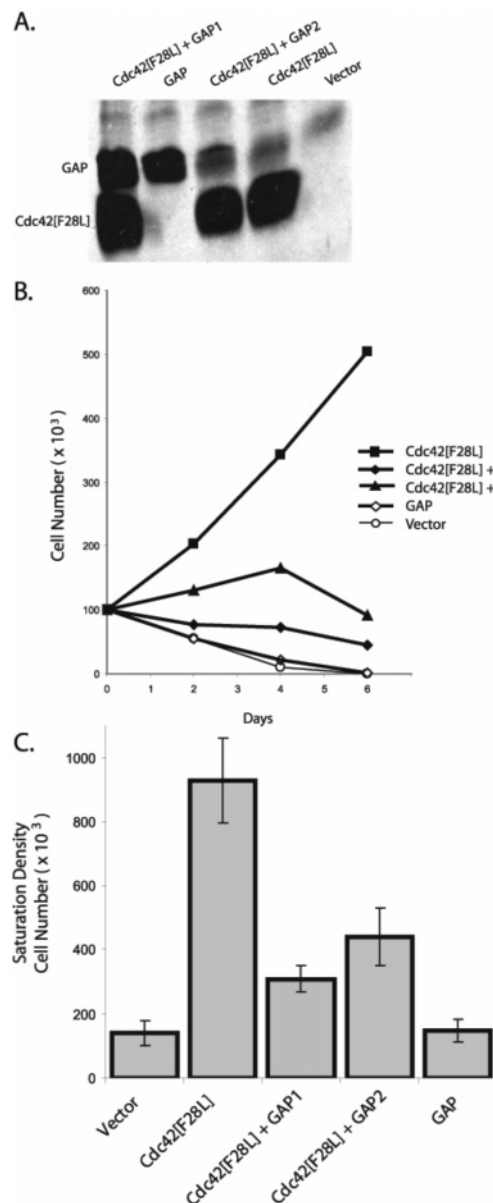 A.
Cdc42[F28L] + GAP1
GAP
Cdc42[F28L] + GAP2
Cdc42[F28L]
Vector
GAP
Cdc42[F28L]
B.
600
500
400
300
200
100
0
Cell Number ( x 10³ )
0 1 2 3 4 5 6
Days
Cdc42[F28L]
Cdc42[F28L] +
Cdc42[F28L] +
GAP
Vector
C.
Saturation Density
Cell Number ( x 10³ )
1000
800
600
400
200
0
Vector
Cdc42[F28L]
Cdc42[F28L] + GAP1
Cdc42[F28L] + GAP2
GAP